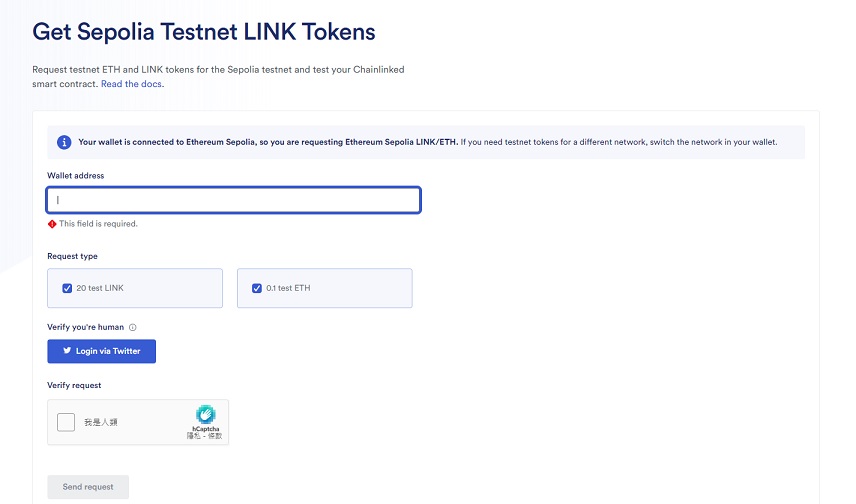 Get Sepolia Testnet LINK Tokens
Request testnet ETH and LINK tokens for the Sepolia testnet and test your Chainlinked
smart contract. Read the docs.
Your wallet is connected to Ethereum Sepolia, so you are requesting Ethereum Sepolia LINK/ETH. If you need testnet tokens for a different network, switch the network in your wallet.
Wallet address
This field is required.
Request type
20 test LINK
0.1 test ETH
Verify you're human
Login via Twitter
Verify request
我是人類
hCaptcha
隱私 - 條款
Send request